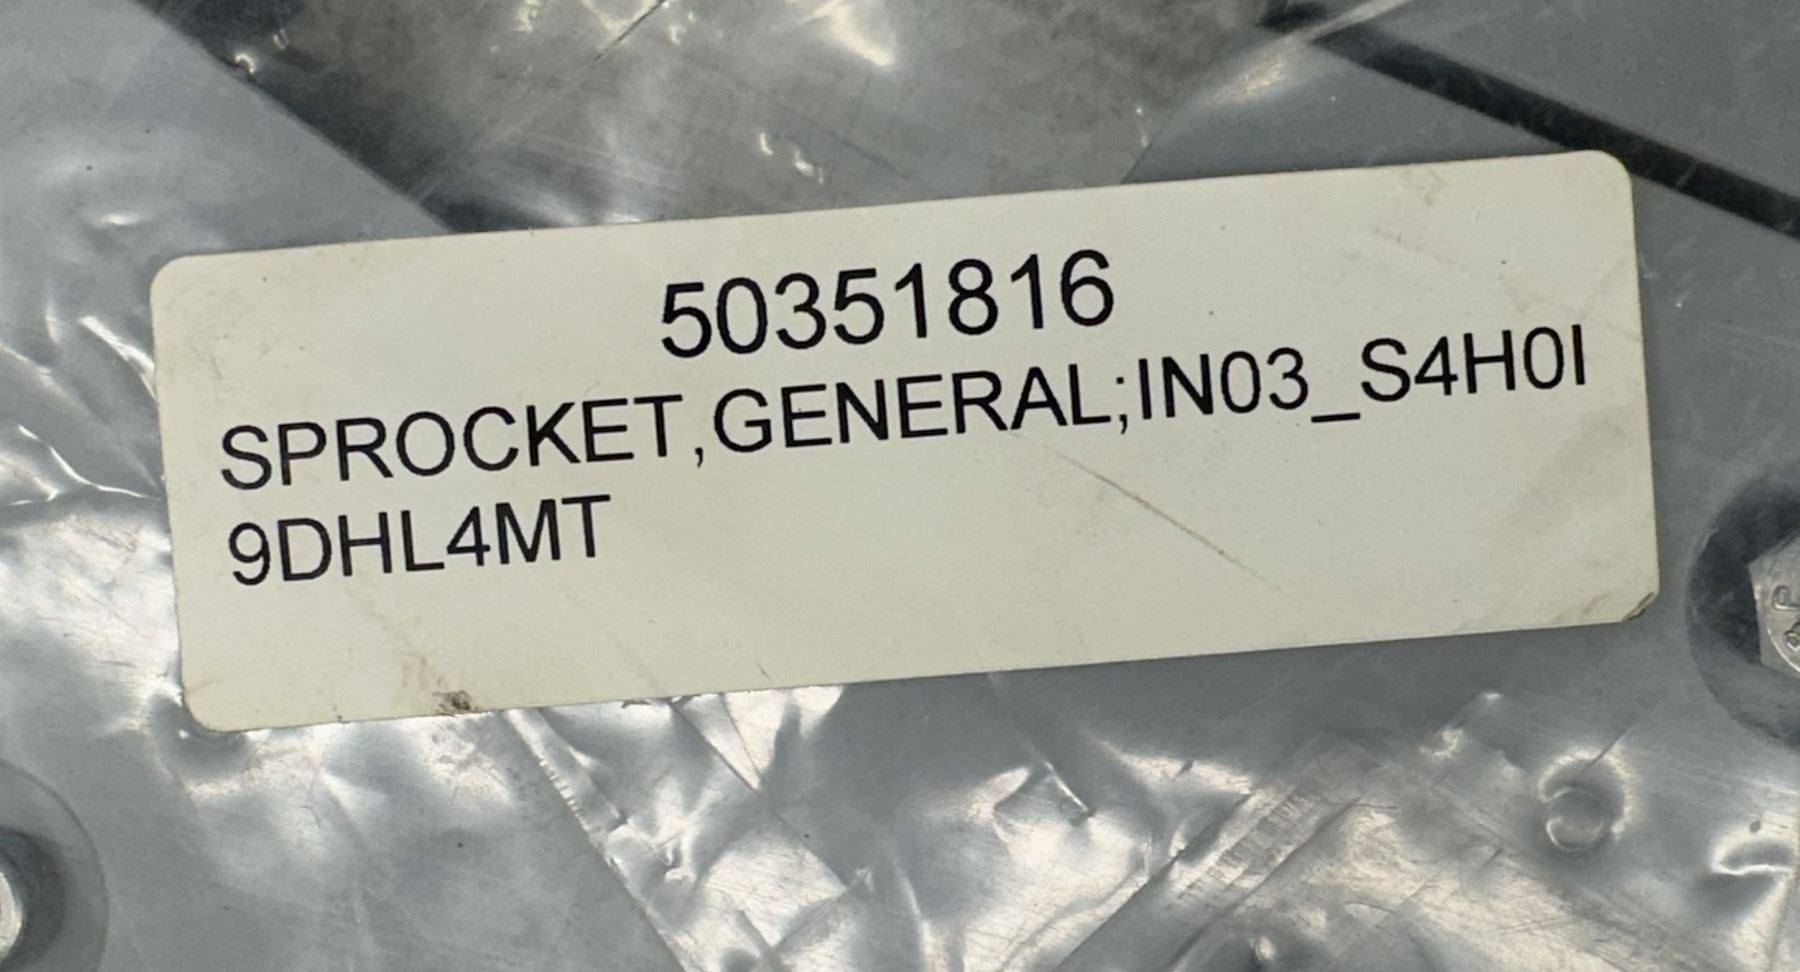 50351816
SPROCKET,GENERAL;IN03_S4H0I
9DHL4MT